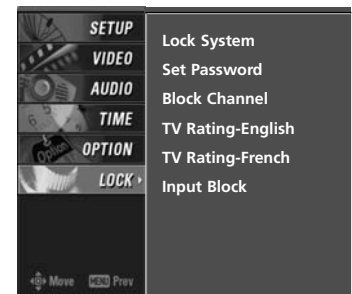 SETUP
VIDEO
AUDIO
TIME
OPTION
LOCK
Move MENU Prev
Lock System
Set Password
Block Channel
TV Rating-English
TV Rating-French
Input Block